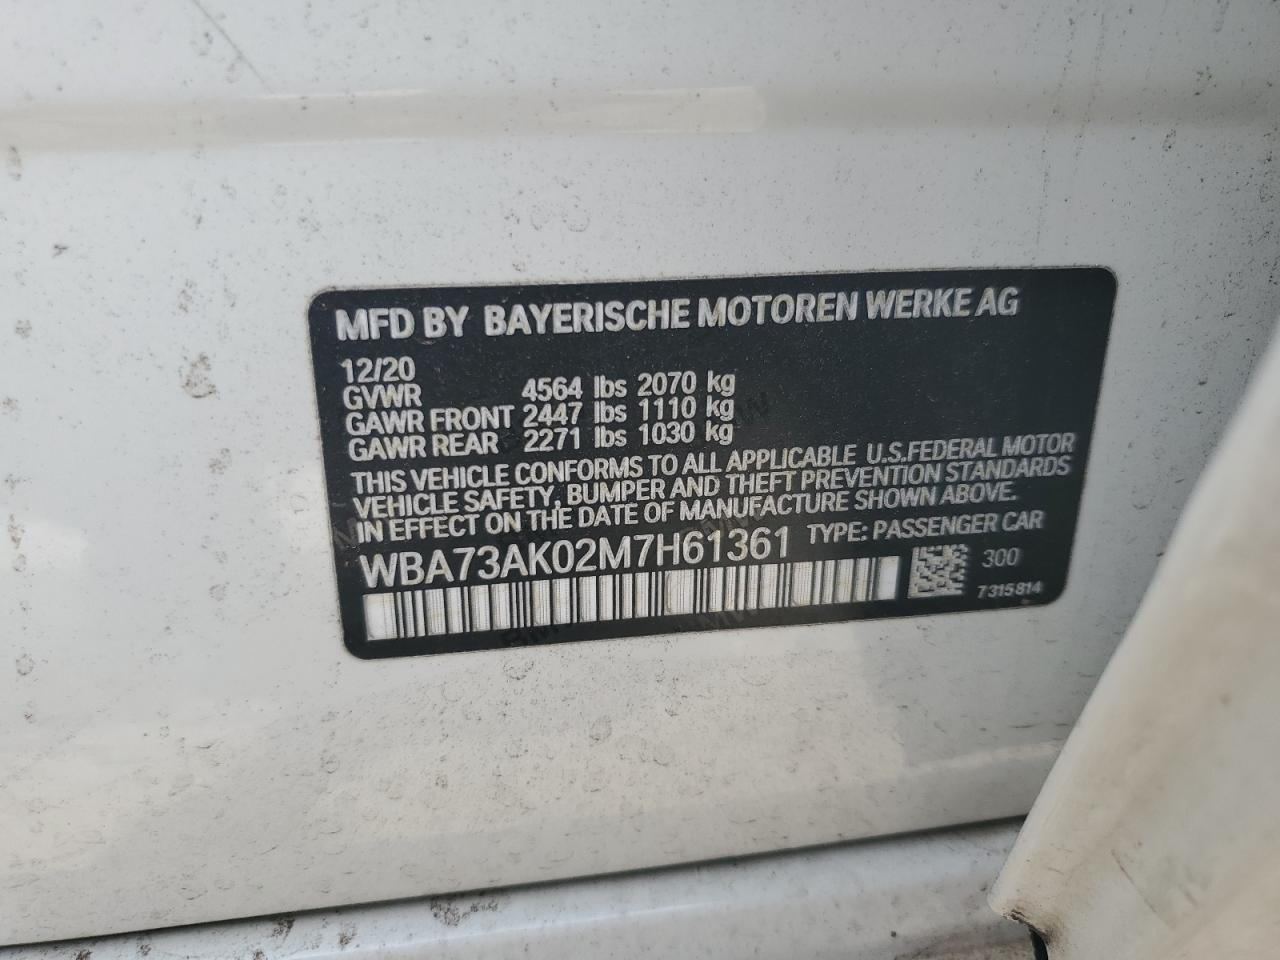 MFD BY BAYERISCHE MOTOREN WERKE AG
12/20
GVWR 4564 lbs 2070 kg
GAWR FRONT 2447 lbs 1110 kg
GAWR REAR 2271 lbs 1030 kg
THIS VEHICLE CONFORMS TO ALL APPLICABLE U.S.FEDERAL MOTOR
VEHICLE SAFETY, BUMPER AND THEFT PREVENTION STANDARDS
IN EFFECT ON THE DATE OF MANUFACTURE SHOWN ABOVE.
WBA73AK02M7H61361 TYPE: PASSENGER CAR
300
7315814